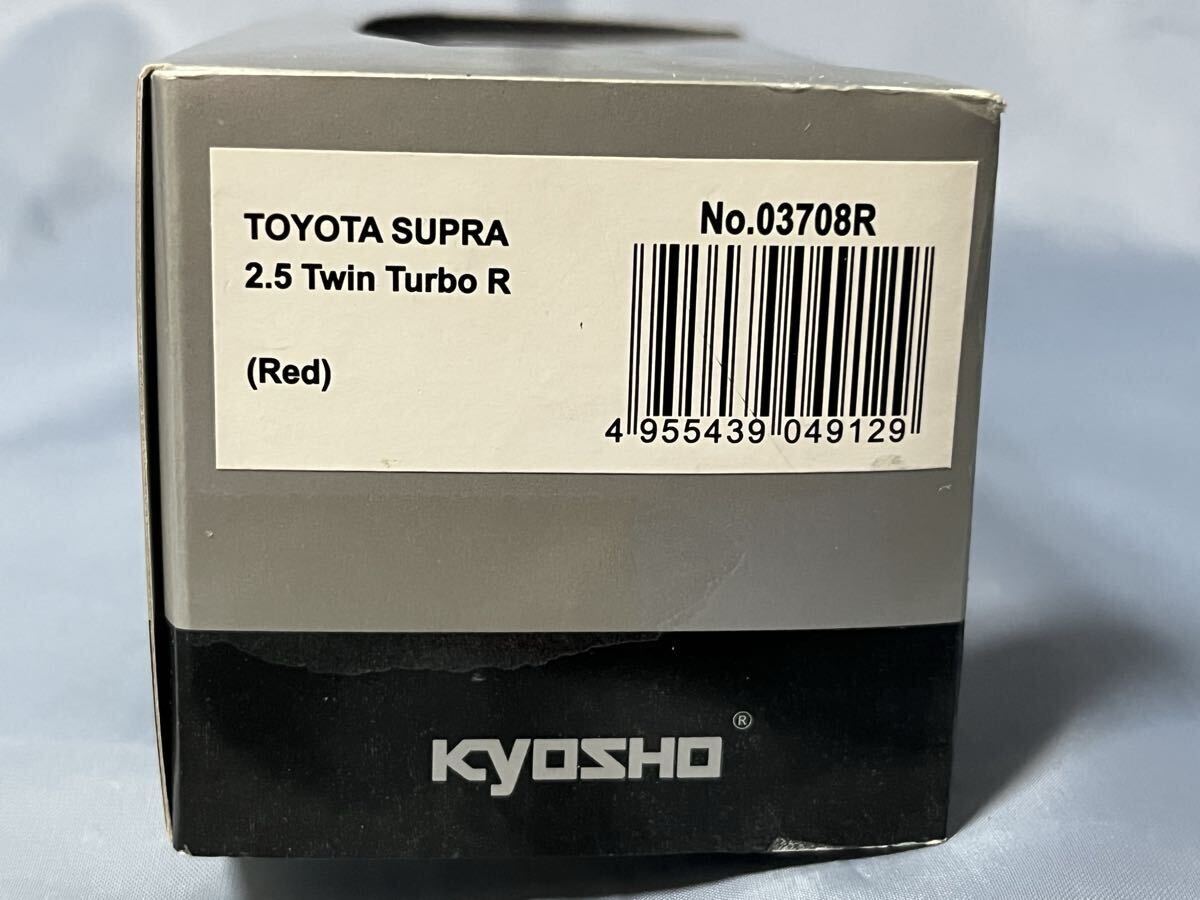 TOYOTA SUPRA
2.5 Twin Turbo R
(Red)
No.03708R
4 955439 049129
KYOSHO®